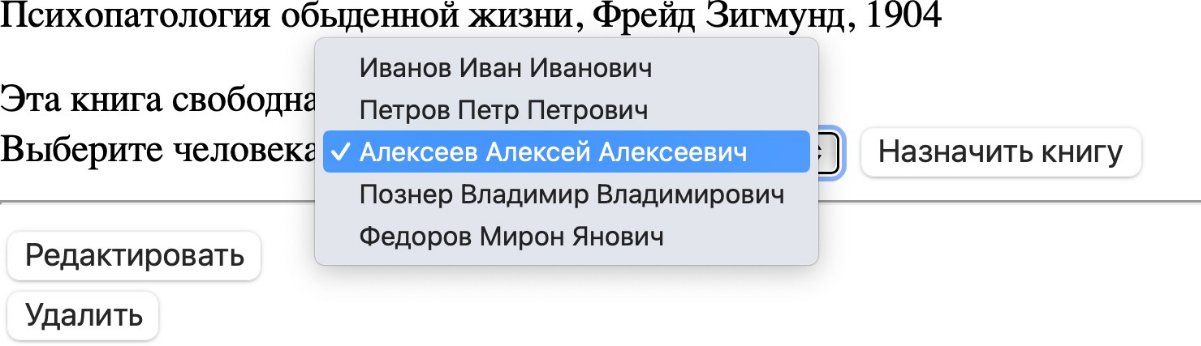 Психопатология обыденной жизни, Фрейд Зигмунд, 1904
Иванов Иван Иванович
Эта книга свободна
Петров Петр Петрович
Выберите человека
✓ Алексеев Алексей Алексеевич
Назначить книгу
Познер Владимир Владимирович
Федоров Мирон Янович
Редактировать
Удалить